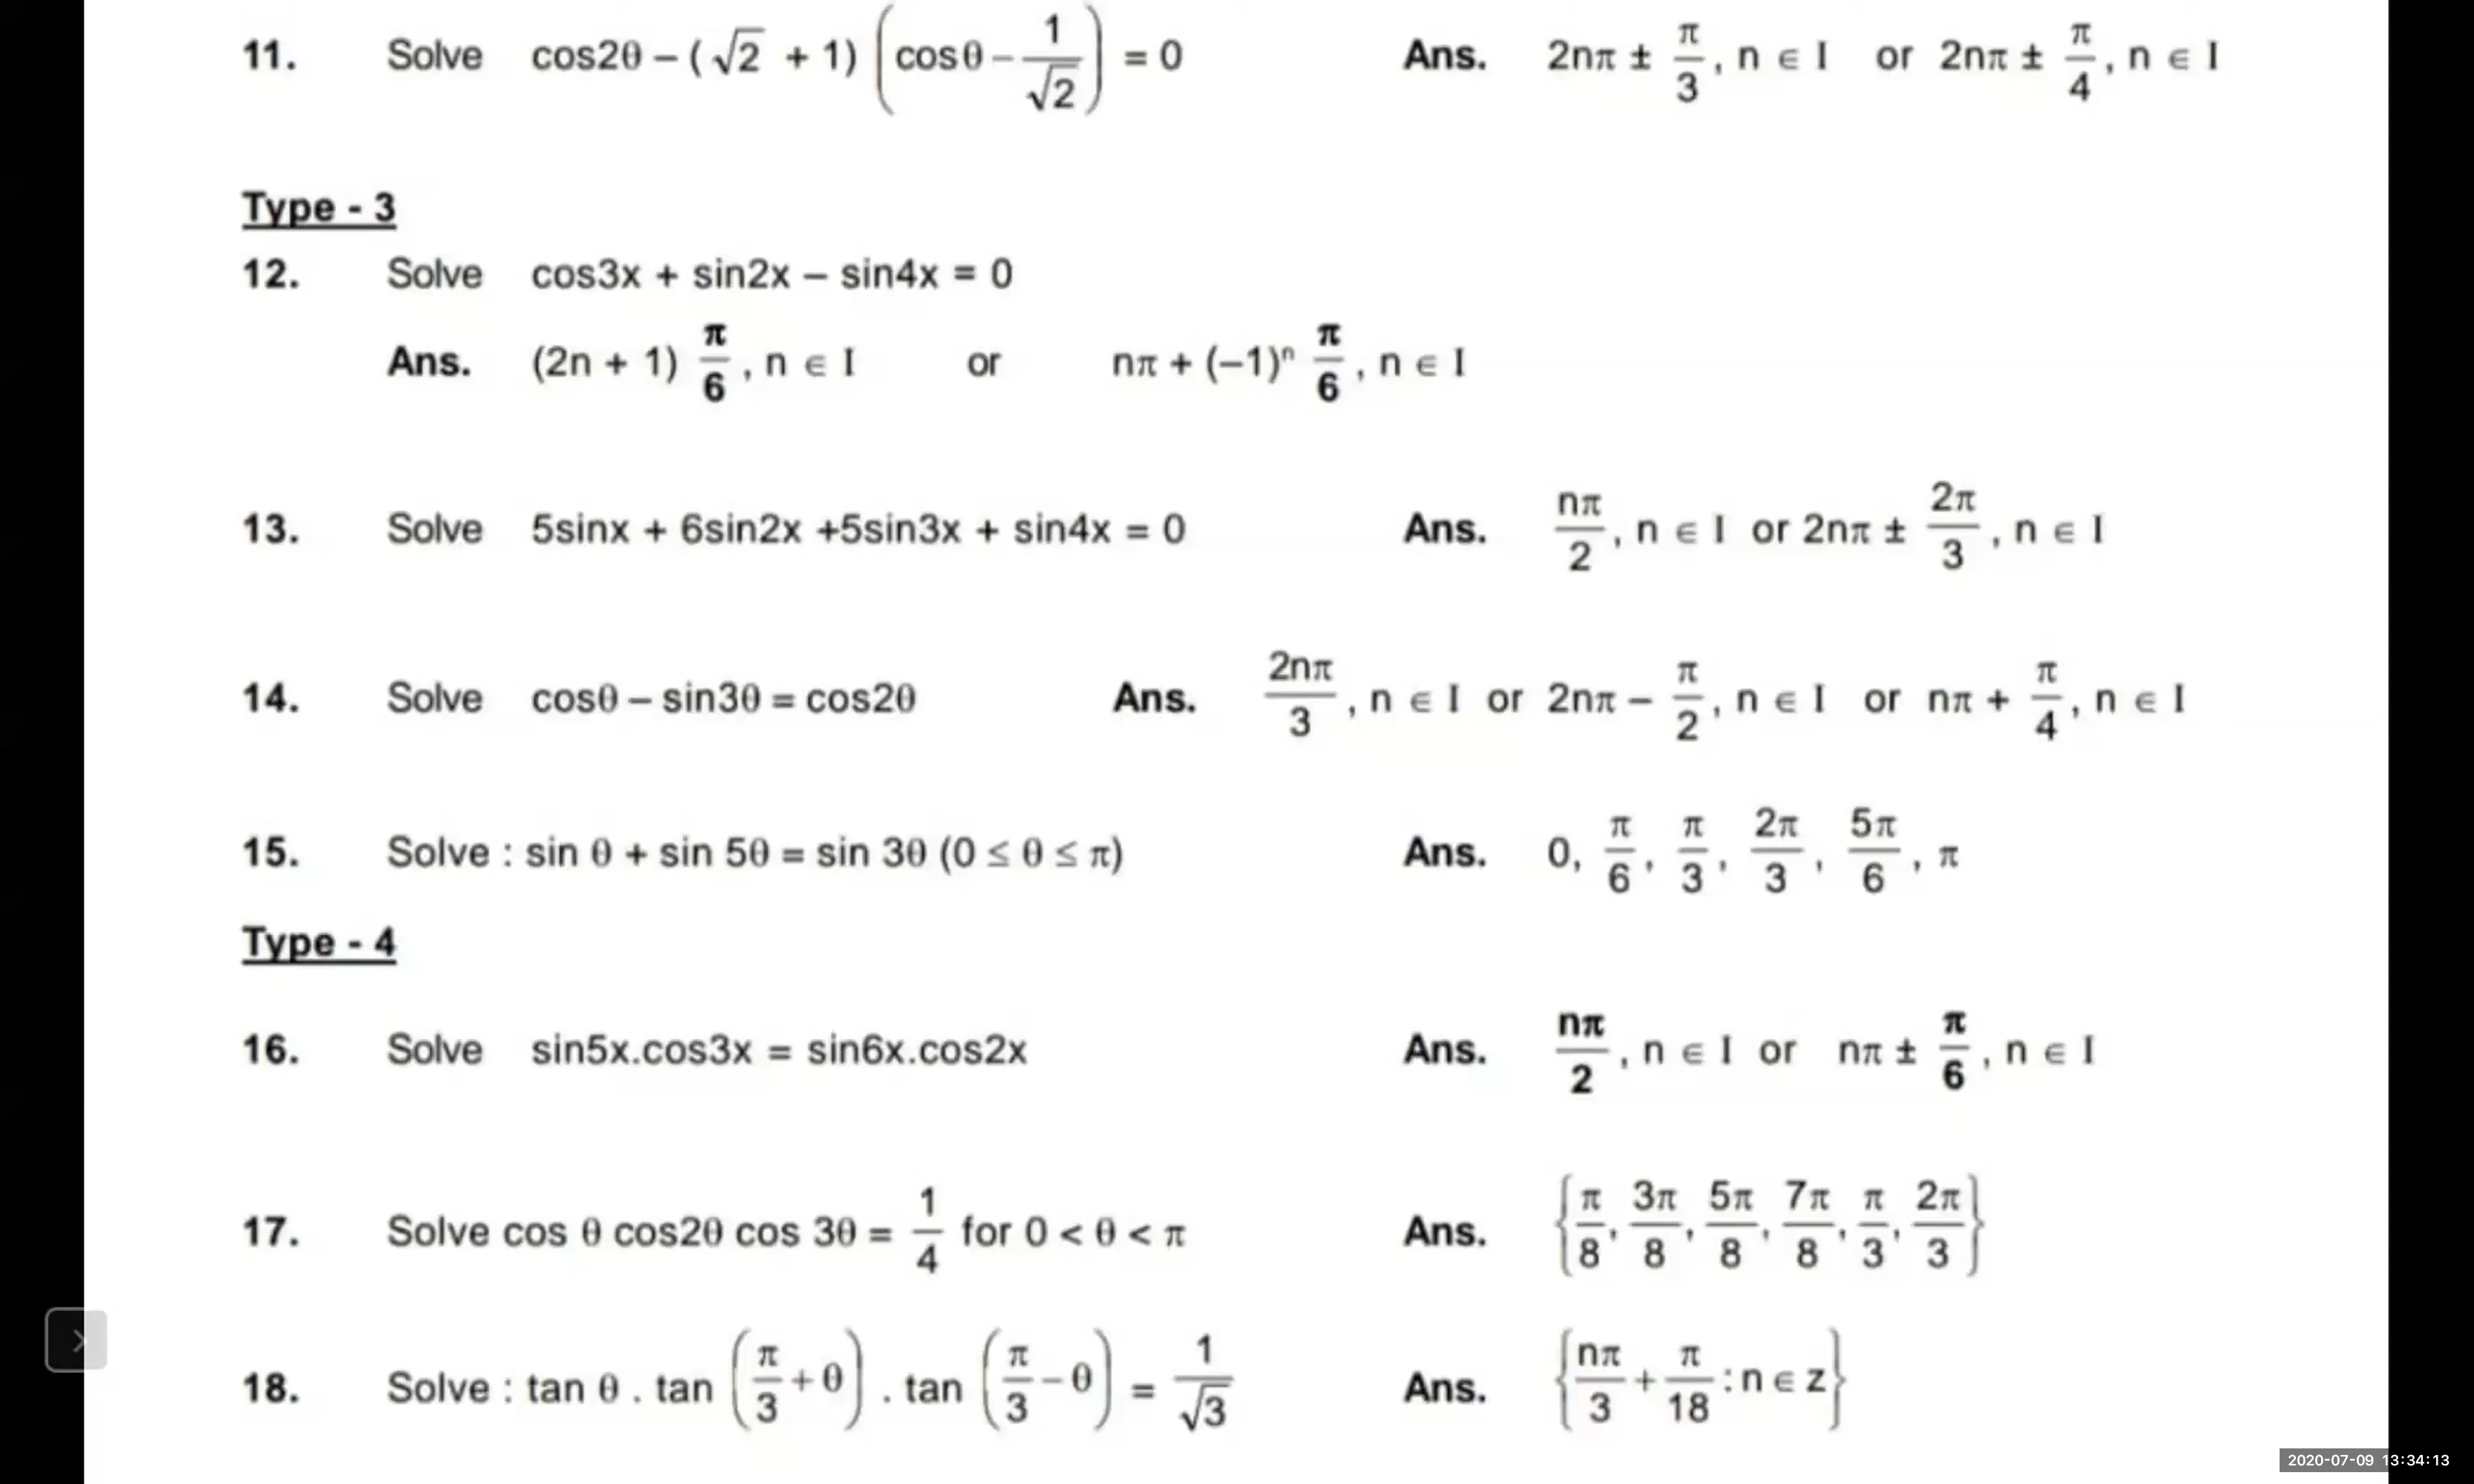 11. Solve cos2θ – (√2 + 1) (cosθ – 1/√2) = 0 Ans. 2nπ ± π/3, n ∈ I or 2nπ ± π/4, n ∈ I
Type - 3
12. Solve cos3x + sin2x – sin4x = 0
Ans. (2n + 1) π/6, n ∈ I or nπ + (–1)ⁿ π/6, n ∈ I
13. Solve 5sinx + 6sin2x +5sin3x + sin4x = 0 Ans. nπ/2, n ∈ I or 2nπ ± 2π/3, n ∈ I
14. Solve cosθ – sin3θ = cos2θ Ans. 2nπ/3, n ∈ I or 2nπ – π/2, n ∈ I or nπ + π/4, n ∈ I
15. Solve : sin θ + sin 5θ = sin 3θ (0 ≤ θ ≤ π) Ans. 0, π/6, π/3, 2π/3, 5π/6, π
Type - 4
16. Solve sin5x.cos3x = sin6x.cos2x Ans. nπ/2, n ∈ I or nπ ± π/6, n ∈ I
17. Solve cos θ cos2θ cos 3θ = 1/4 for 0 < θ < π Ans. {π/8, 3π/8, 5π/8, 7π/8, π/3, 2π/3}
18. Solve : tan θ . tan (π/3 + θ) . tan (π/3 – θ) = 1/√3 Ans. {nπ/3 + π/18 : n ∈ z}
2020-07-09 13:34:13